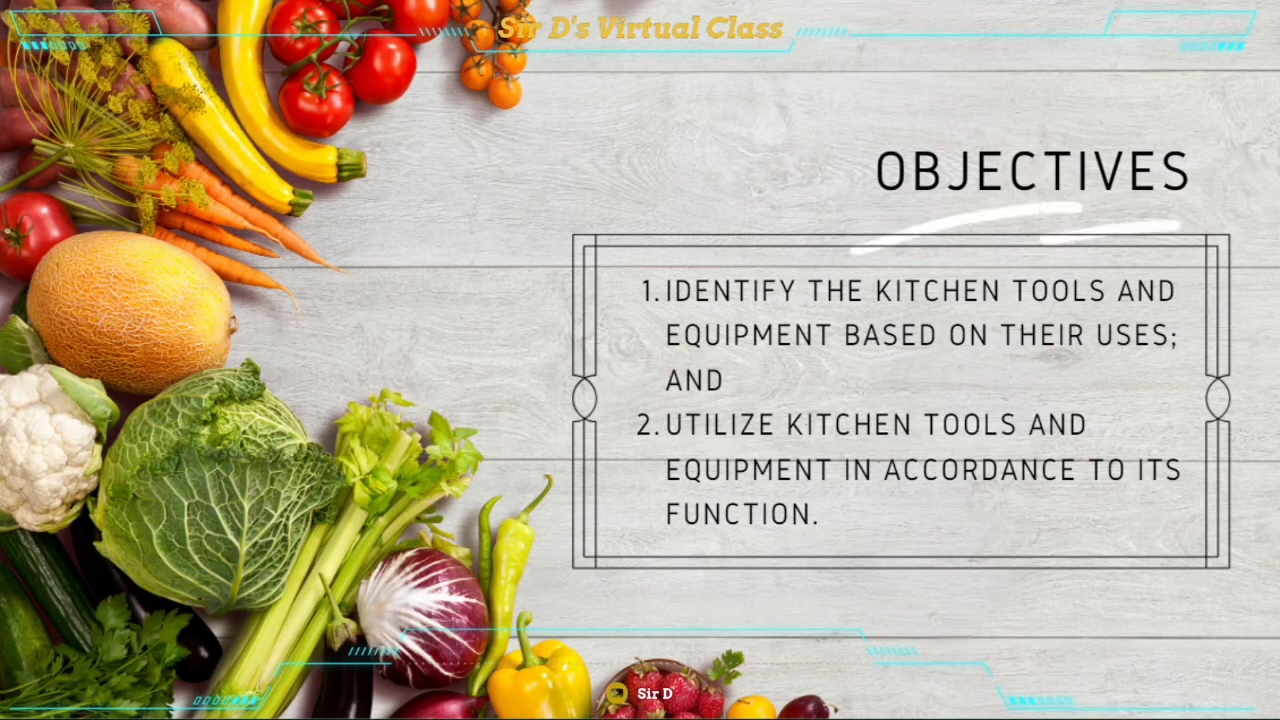 Sir D's Virtual Class
OBJECTIVES
1. IDENTIFY THE KITCHEN TOOLS AND
EQUIPMENT BASED ON THEIR USES;
AND
2. UTILIZE KITCHEN TOOLS AND
EQUIPMENT IN ACCORDANCE TO ITS
FUNCTION.
Sir D